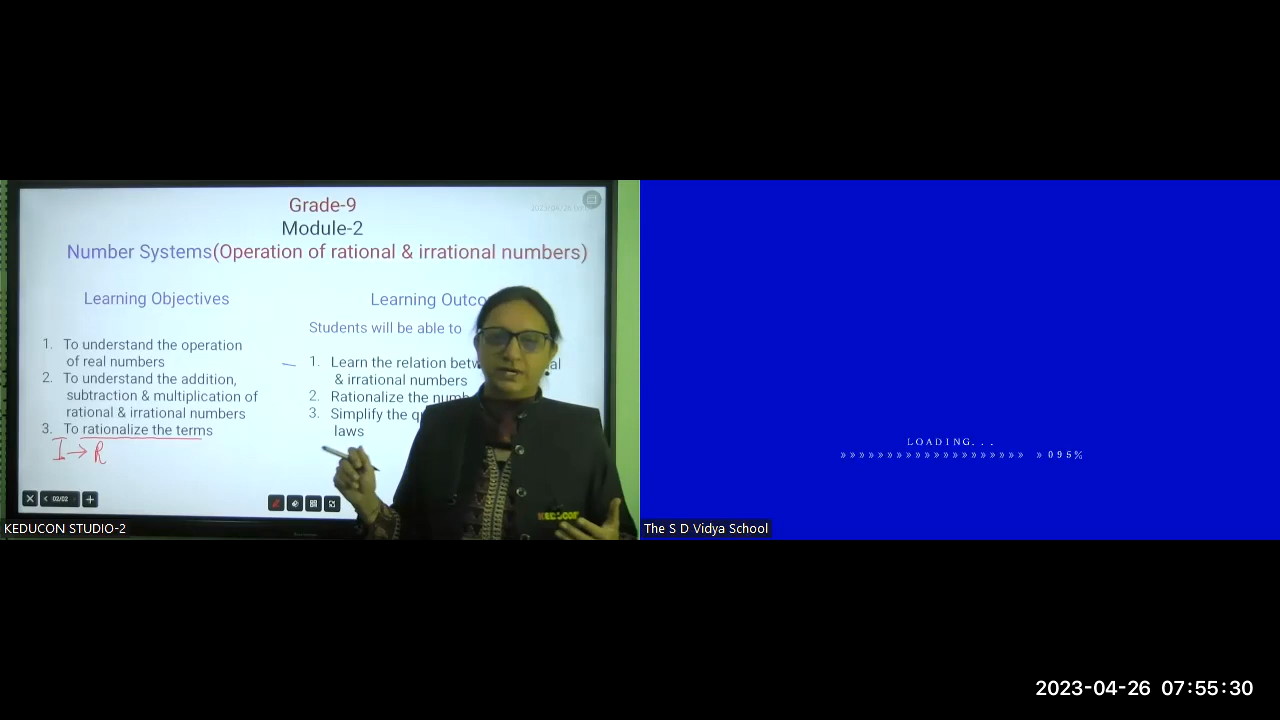 Grade-9
Module-2
Number Systems(Operation of rational & irrational numbers)
Learning Objectives
1. To understand the operation
of real numbers
2. To understand the addition,
subtraction & multiplication of
rational & irrational numbers
3. To rationalize the terms
I → R
Learning Outco
Students will be able to
1. Learn the relation betw al
& irrational numbers
2. Rationalize the numb
3. Simplify the q
laws
02/02
KEDUCON STUDIO-2
LOADING...
»»»»»»»»»»»»»»»»»»»» »095%
The S D Vidya School
2023-04-26 07:55:30